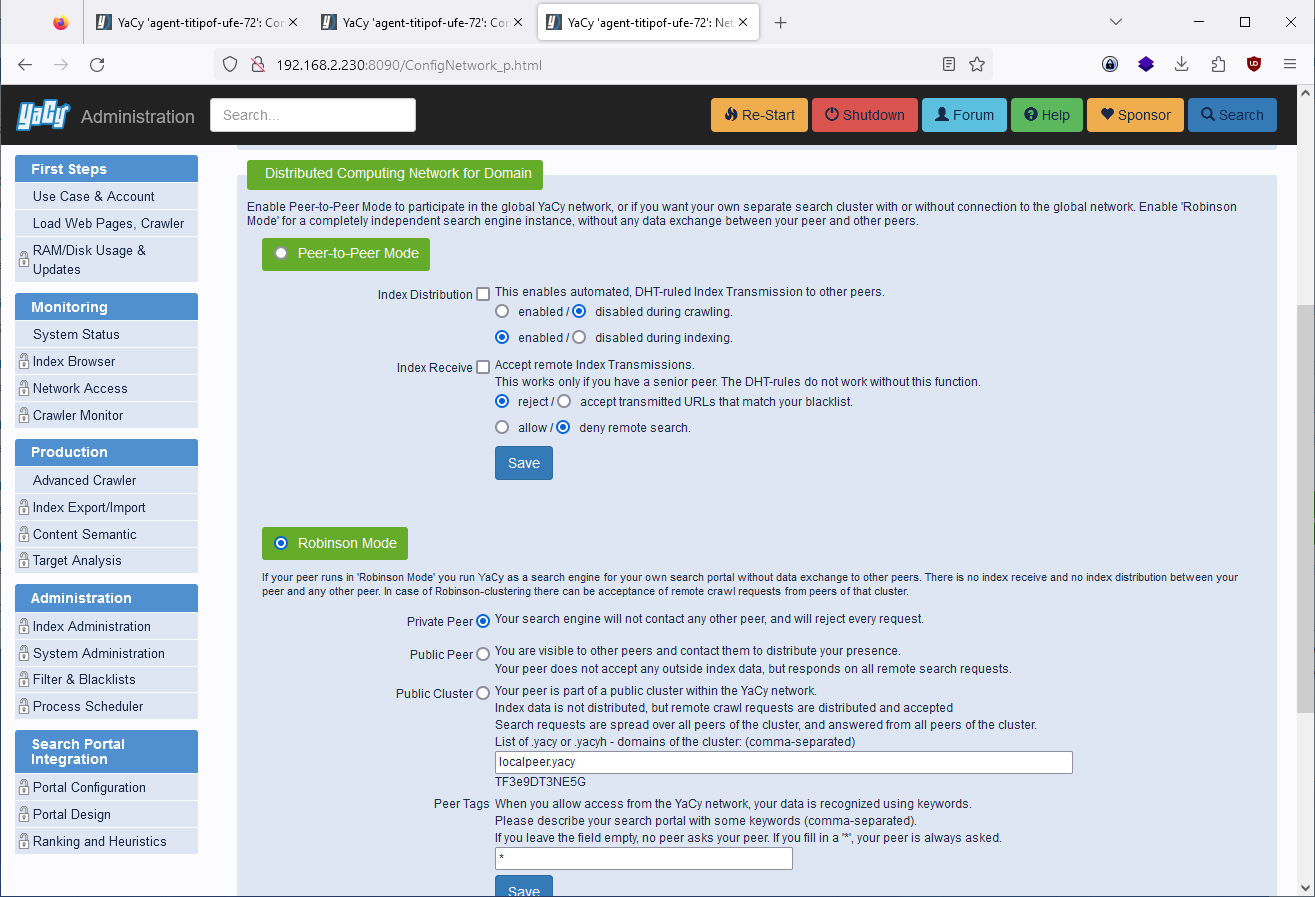 YaCy 'agent-titipof-ufe-72': Cor
YaCy 'agent-titipof-ufe-72': Cor
YaCy 'agent-titipof-ufe-72': Net
192.168.2.230:8090/ConfigNetwork_p.html
YaCy Administration
Search...
Re-Start
Shutdown
Forum
Help
Sponsor
Search
First Steps
Use Case & Account
Load Web Pages, Crawler
RAM/Disk Usage &
Updates
Monitoring
System Status
Index Browser
Network Access
Crawler Monitor
Production
Advanced Crawler
Index Export/Import
Content Semantic
Target Analysis
Administration
Index Administration
System Administration
Filter & Blacklists
Process Scheduler
Search Portal
Integration
Portal Configuration
Portal Design
Ranking and Heuristics
Distributed Computing Network for Domain
Enable Peer-to-Peer Mode to participate in the global YaCy network, or if you want your own separate search cluster with or without connection to the global network. Enable 'Robinson
Mode' for a completely independent search engine instance, without any data exchange between your peer and other peers.
Peer-to-Peer Mode
Index Distribution This enables automated, DHT-ruled Index Transmission to other peers.
enabled / disabled during crawling.
enabled / disabled during indexing.
Index Receive Accept remote Index Transmissions.
This works only if you have a senior peer. The DHT-rules do not work without this function.
reject / accept transmitted URLs that match your blacklist.
allow / deny remote search.
Save
Robinson Mode
If your peer runs in 'Robinson Mode' you run YaCy as a search engine for your own search portal without data exchange to other peers. There is no index receive and no index distribution between your
peer and any other peer. In case of Robinson-clustering there can be acceptance of remote crawl requests from peers of that cluster.
Private Peer Your search engine will not contact any other peer, and will reject every request.
Public Peer You are visible to other peers and contact them to distribute your presence.
Your peer does not accept any outside index data, but responds on all remote search requests.
Public Cluster Your peer is part of a public cluster within the YaCy network.
Index data is not distributed, but remote crawl requests are distributed and accepted
Search requests are spread over all peers of the cluster, and answered from all peers of the cluster.
List of .yacy or .yacyh - domains of the cluster: (comma-separated)
localpeer.yacy
TF3e9DT3NE5G
Peer Tags When you allow access from the YaCy network, your data is recognized using keywords.
Please describe your search portal with some keywords (comma-separated).
If you leave the field empty, no peer asks your peer. If you fill in a '*', your peer is always asked.
*
Save